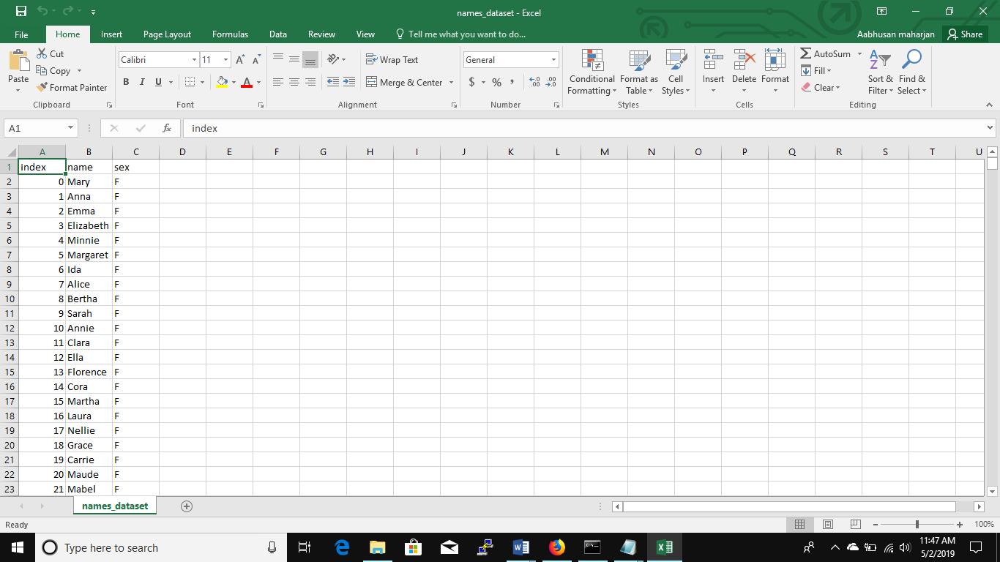 names_dataset - Excel
File Home Insert Page Layout Formulas Data Review View Tell me what you want to do... Aabhusan maharjan Share
Paste
Cut
Copy
Format Painter
Clipboard
Calibri 11
B I U A
Font
Wrap Text
Merge & Center
Alignment
General
$ % ,
Number
Conditional Formatting
Format as Table
Cell Styles
Styles
Insert Delete Format
Cells
AutoSum
Fill
Clear
Sort & Filter
Find & Select
Editing
A1 fx index
A B C D E F G H I J K L M N O P Q R S T U
1 index name sex
2 0 Mary F
3 1 Anna F
4 2 Emma F
5 3 Elizabeth F
6 4 Minnie F
7 5 Margaret F
8 6 Ida F
9 7 Alice F
10 8 Bertha F
11 9 Sarah F
12 10 Annie F
13 11 Clara F
14 12 Ella F
15 13 Florence F
16 14 Cora F
17 15 Martha F
18 16 Laura F
19 17 Nellie F
20 18 Grace F
21 19 Carrie F
22 20 Maude F
23 21 Mabel F
names_dataset
Ready 100%
Type here to search
11:47 AM
5/2/2019